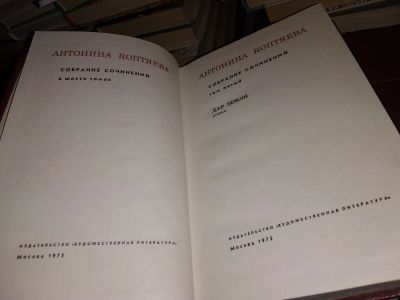 АНТОНИНА КОПТЯЕВА
СОБРАНИЕ СОЧИНЕНИЙ
В ШЕСТИ ТОМАХ
ИЗДАТЕЛЬСТВО «ХУДОЖЕСТВЕННАЯ ЛИТЕРАТУРА»
Москва 1975
АНТОНИНА КОПТЯЕВА
СОБРАНИЕ СОЧИНЕНИЙ
ТОМ ПЯТЫЙ
ДАР ЗЕМЛИ
РОМАН
ИЗДАТЕЛЬСТВО «ХУДОЖЕСТВЕННАЯ ЛИТЕРАТУРА»
Москва 1975